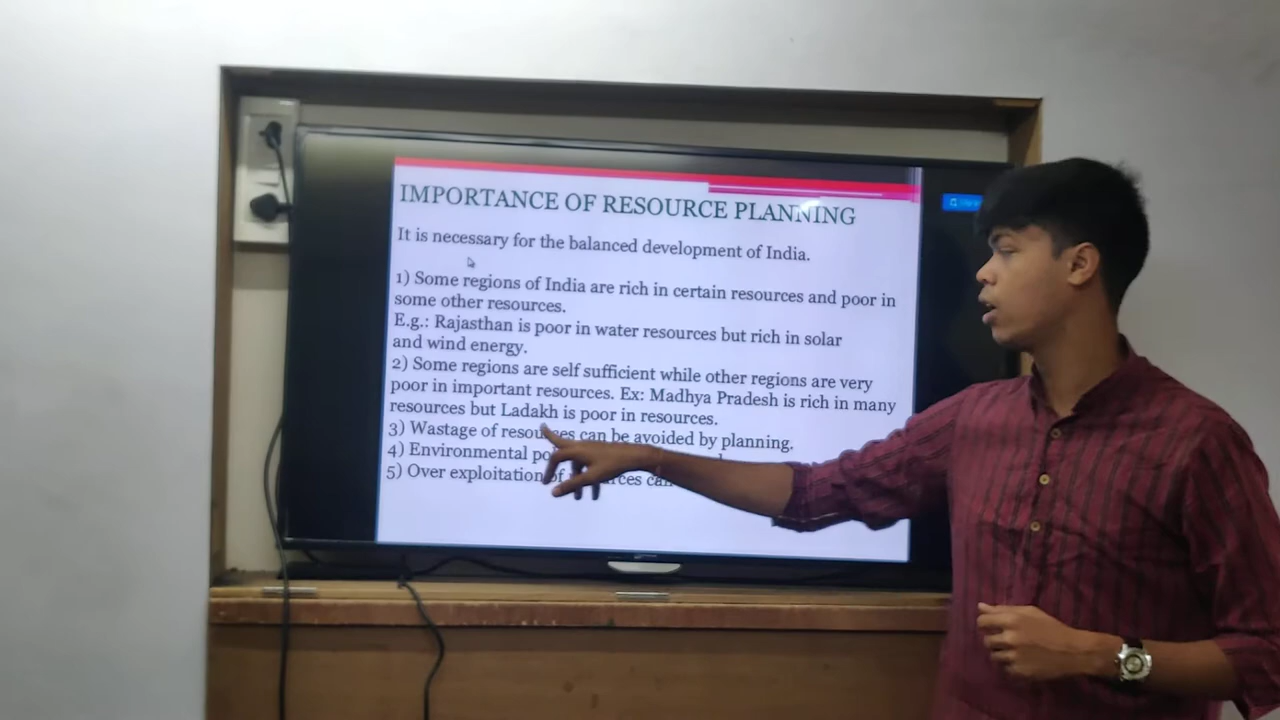 IMPORTANCE OF RESOURCE PLANNING
It is necessary for the balanced development of India.
1) Some regions of India are rich in certain resources and poor in
some other resources.
E.g.: Rajasthan is poor in water resources but rich in solar
and wind energy.
2) Some regions are self sufficient while other regions are very
poor in important resources. Ex: Madhya Pradesh is rich in many
resources but Ladakh is poor in resources.
3) Wastage of resources can be avoided by planning.
4) Environmental
5) Over exploitation of